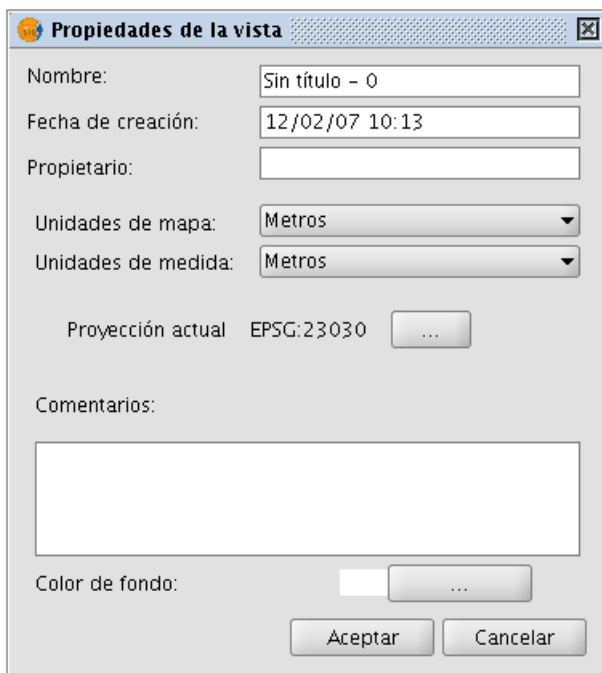 Propiedades de la vista
Nombre: Sin título - 0
Fecha de creación: 12/02/07 10:13
Propietario:
Unidades de mapa: Metros
Unidades de medida: Metros
Proyección actual EPSG:23030 ...
Comentarios:
Color de fondo: ...
Aceptar Cancelar